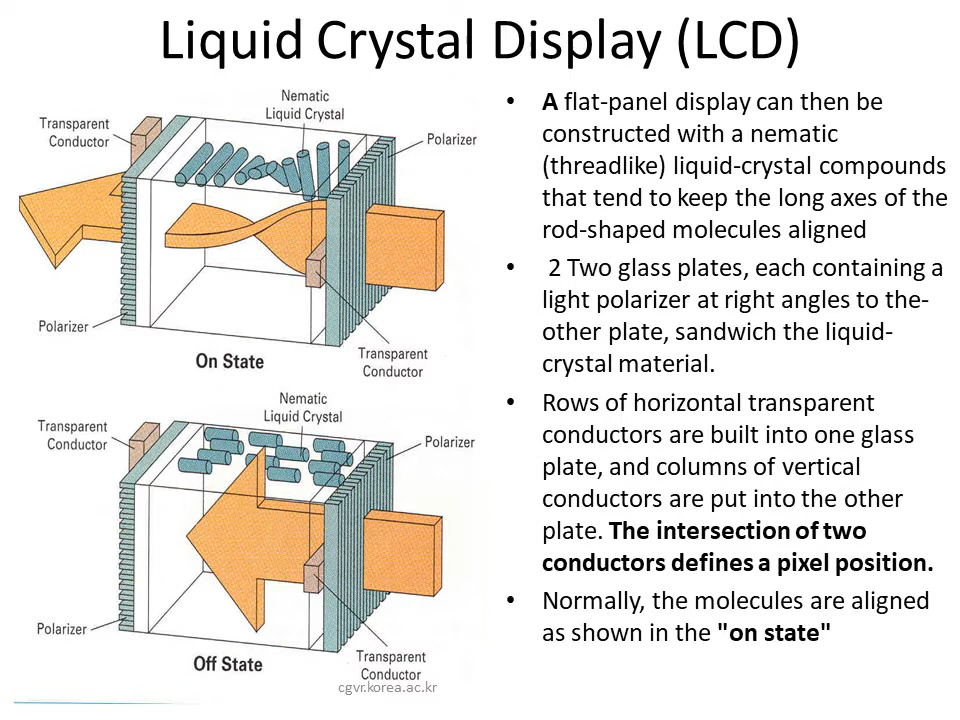 Liquid Crystal Display (LCD)
Nematic
Liquid Crystal
Transparent
Conductor
Polarizer
Polarizer
Transparent
Conductor
On State
Nematic
Liquid Crystal
Transparent
Conductor
Polarizer
Polarizer
Transparent
Conductor
Off State
cgvr.korea.ac.kr
• A flat-panel display can then be
constructed with a nematic
(threadlike) liquid-crystal compounds
that tend to keep the long axes of the
rod-shaped molecules aligned
• 2 Two glass plates, each containing a
light polarizer at right angles to the-
other plate, sandwich the liquid-
crystal material.
• Rows of horizontal transparent
conductors are built into one glass
plate, and columns of vertical
conductors are put into the other
plate. The intersection of two
conductors defines a pixel position.
• Normally, the molecules are aligned
as shown in the "on state"